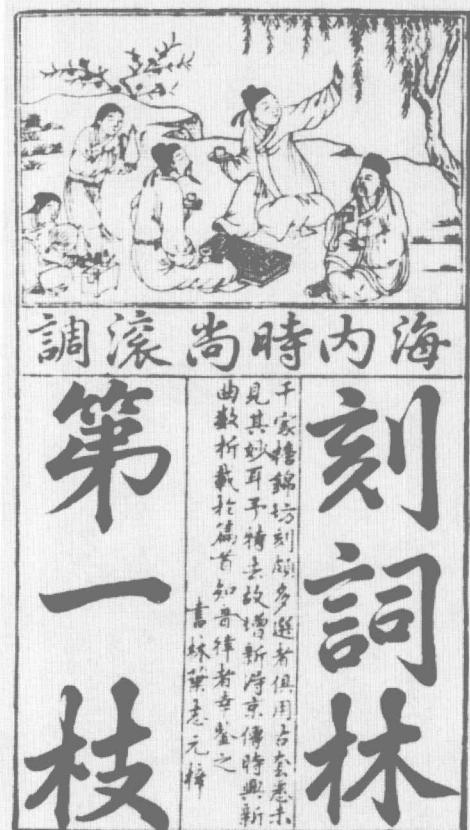 海內時尚滾調
刻詞林
千家摘錦坊刻頗多選者俱用古套悉未
見其妙耳予特去故增新得京傳時興新
曲數折載於篇首知音律者幸鑒之
書林葉志元梓
第一枝